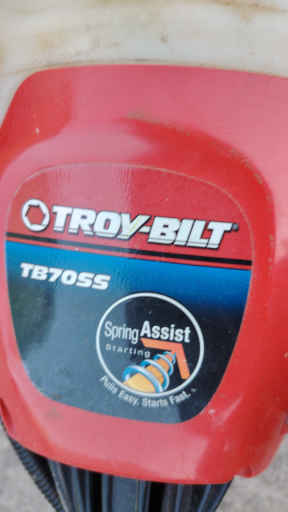 TROY-BILT
TB70SS
Spring Assist
Starting
Pulls Easy. Starts Fast.